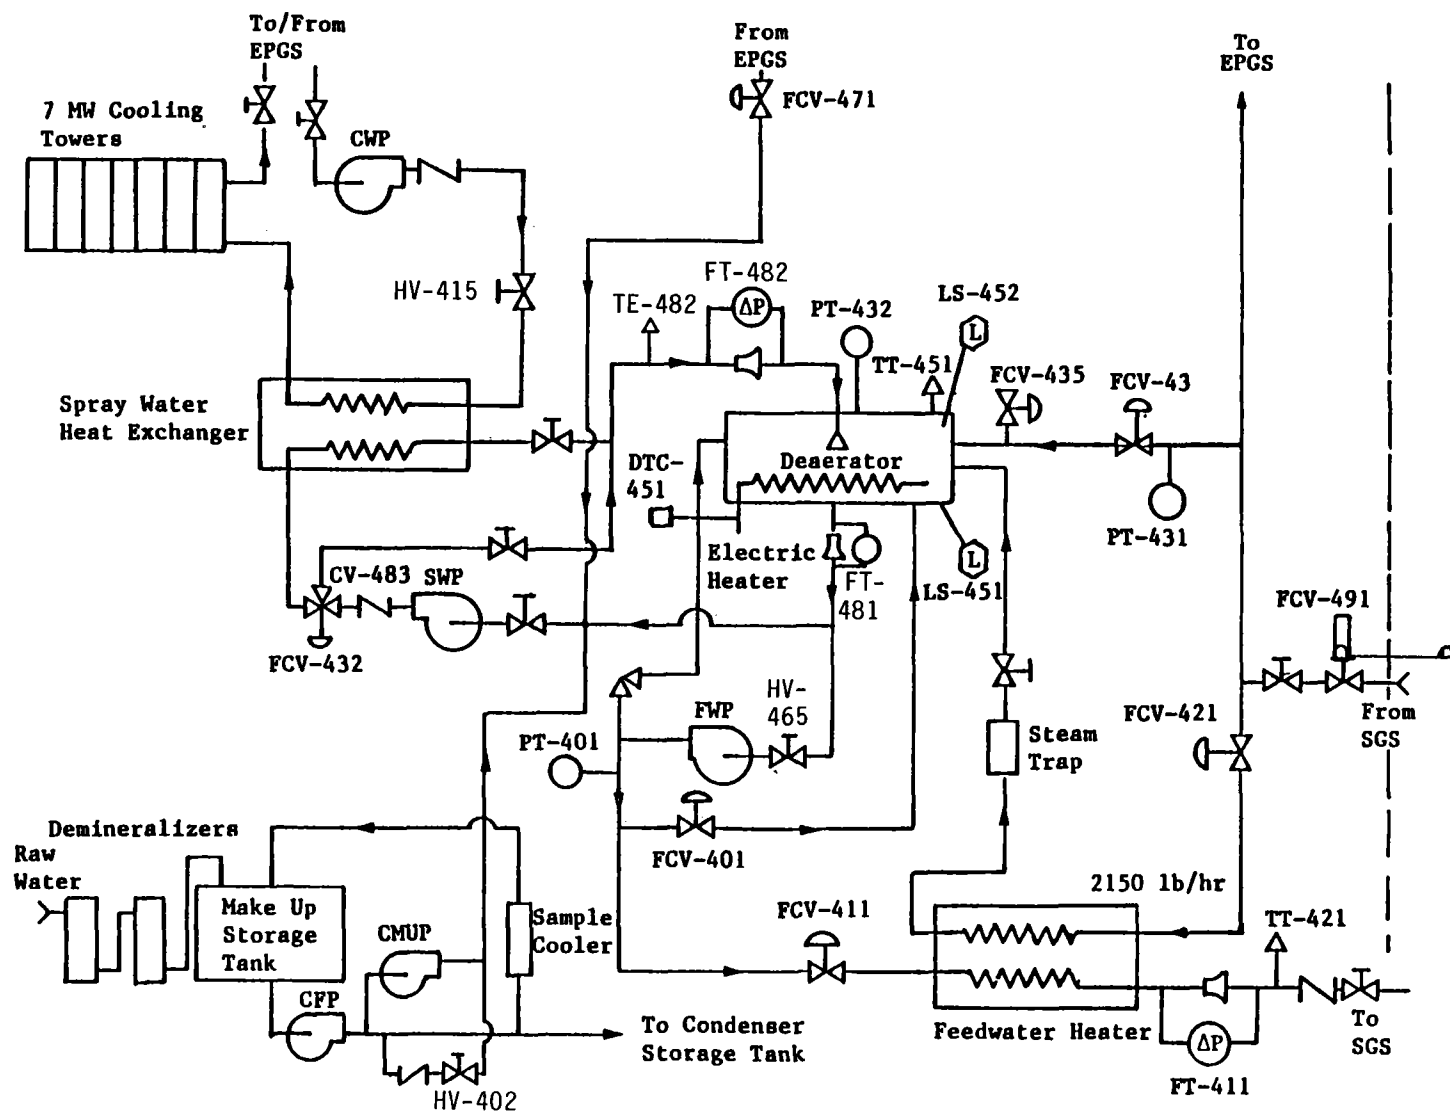 To/From
EPGS
From
EPGS
To
EPGS
FCV-471
7 MW Cooling
Towers
CWP
HV-415
FT-482
ΔP
TE-482
PT-432
LS-452
L
TT-451
FCV-435
FCV-43
Spray Water
Heat Exchanger
DTC-
451
Deaerator
PT-431
Electric
Heater
FT-
481
L
LS-451
CV-483
SWP
FCV-432
FCV-491
HV-
465
FWP
PT-401
Steam
Trap
FCV-421
From
SGS
Demineralizers
Raw
Water
FCV-401
2150 lb/hr
Make Up
Storage
Tank
CMUP
Sample
Cooler
FCV-411
TT-421
CFP
To Condenser
Storage Tank
Feedwater Heater
ΔP
To
SGS
HV-402
FT-411